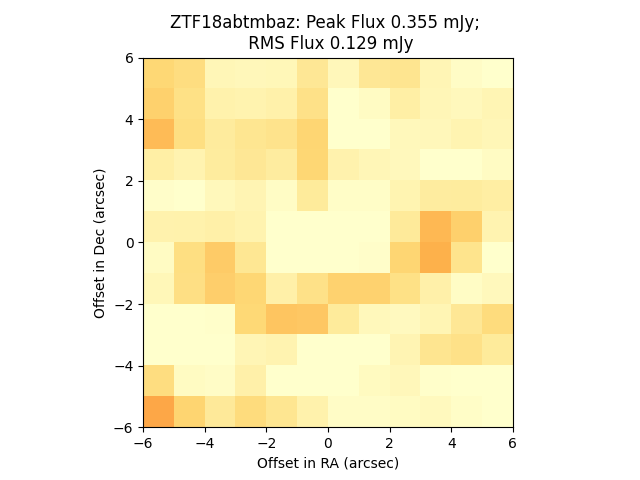 ZTF18abtmbaz: Peak Flux 0.355 mJy;
RMS Flux 0.129 mJy
6
4
2
0
−2
−4
−6
Offset in Dec (arcsec)
−6 −4 −2 0 2 4 6
Offset in RA (arcsec)